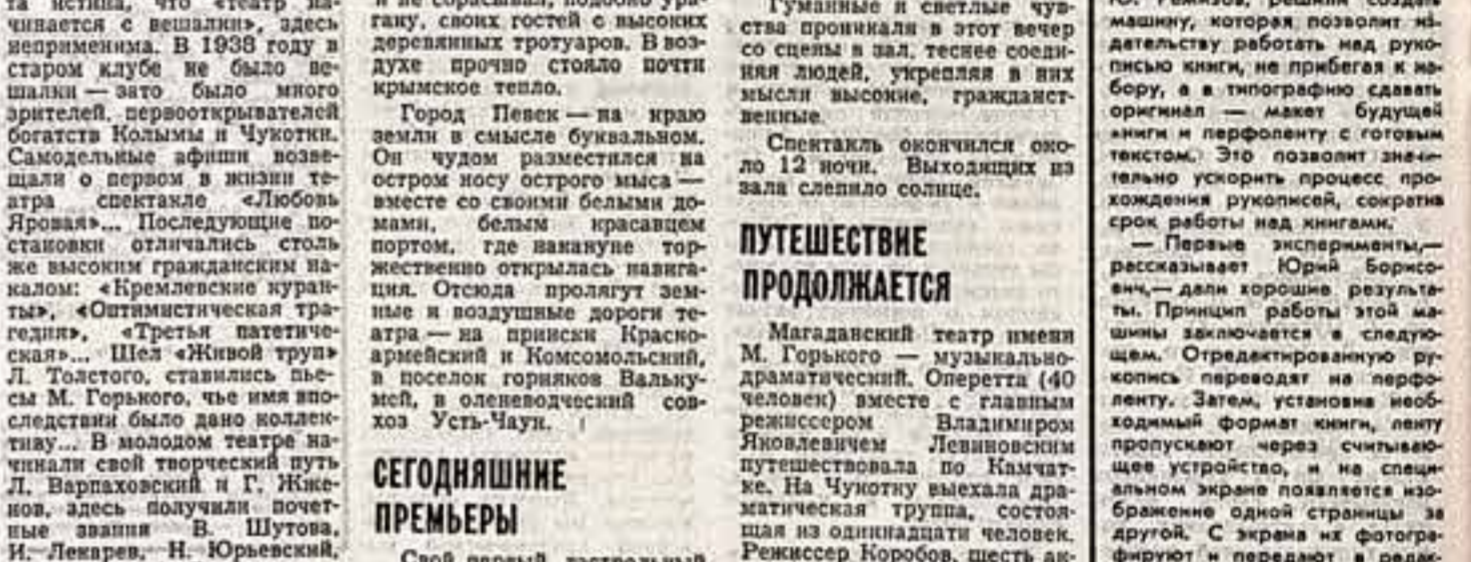 та истина, что «театр на-
чинается с вешалки», здесь
неприменима. В 1938 году в
старом клубе не было ве-
шалки — зато было много
зрителей, первооткрывателей
богатств Колымы и Чукотки.
Самодельные афиши возве-
щали о первом в жизни те-
атра спектакле «Любовь
Яровая»... Последующие по-
становки отличались столь
же высоким гражданским на-
калом: «Кремлевские куран-
ты», «Оптимистическая тра-
гедия», «Третья патетиче-
ская»... Шел «Живой труп»
Л. Толстого, ставились пье-
сы М. Горького, чье имя впо-
следствии было дано коллек-
тиву... В молодом театре на-
чинали свой творческий путь
Л. Варпаховский и Г. Жже-
нов, здесь получили почет-
ные звания В. Шутова,
И. Лекарев, Н. Юрьевский,
и не сбрасывал, подобно ура-
гану, своих гостей с высоких
деревянных тротуаров. В воз-
духе прочно стояло почти
крымское тепло.
Город Певек — на краю
земли в смысле буквальном.
Он чудом разместился на
остром носу острого мыса —
вместе со своими белыми до-
мами, белым красавцем
портом, где накануне тор-
жественно открылась навига-
ция. Отсюда пролягут зем-
ные и воздушные дороги те-
атра — на прииски Красно-
армейский и Комсомольский,
в поселок горняков Вальку-
мей, в оленеводческий сов-
хоз Усть-Чаун.
СЕГОДНЯШНИЕ
ПРЕМЬЕРЫ
Свой первый гастрольный
Гуманные и светлые чув-
ства проникали в этот вечер
со сцены в зал, теснее соеди-
няя людей, укрепляя в них
мысли высокие, гражданст-
венные.
Спектакль окончился око-
ло 12 ночи. Выходящих из
зала слепило солнце.
ПУТЕШЕСТВИЕ
ПРОДОЛЖАЕТСЯ
Магаданский театр имени
М. Горького — музыкально-
драматический. Оперетта (40
человек) вместе с главным
режиссером Владимиром
Яковлевичем Левиновским
путешествовала по Камчат-
ке. На Чукотку выехала дра-
матическая труппа, состоя-
щая из одиннадцати человек.
Режиссер Коробов, шесть ак-
Ю. Ремизов, решили создать
машину, которая позволит из-
дательству работать над руко-
писью книги, не прибегая к на-
бору, а в типографию сдавать
оригинал — макет будущей
книги и перфоленту с готовым
текстом. Это позволит значи-
тельно ускорить процесс про-
хождения рукописей, сократив
срок работы над книгами.
— Первые эксперименты,—
рассказывает Юрий Борисо-
вич,— дали хорошие результа-
ты. Принцип работы этой ма-
шины заключается в следую-
щем. Отредактированную ру-
копись переводят на перфо-
ленту. Затем, установив необ-
ходимый формат книги, ленту
пропускают через считываю-
щее устройство, и на специ-
альном экране появляется изо-
бражение одной страницы за
другой. С экрана их фотогра-
фируют и передают в редак-